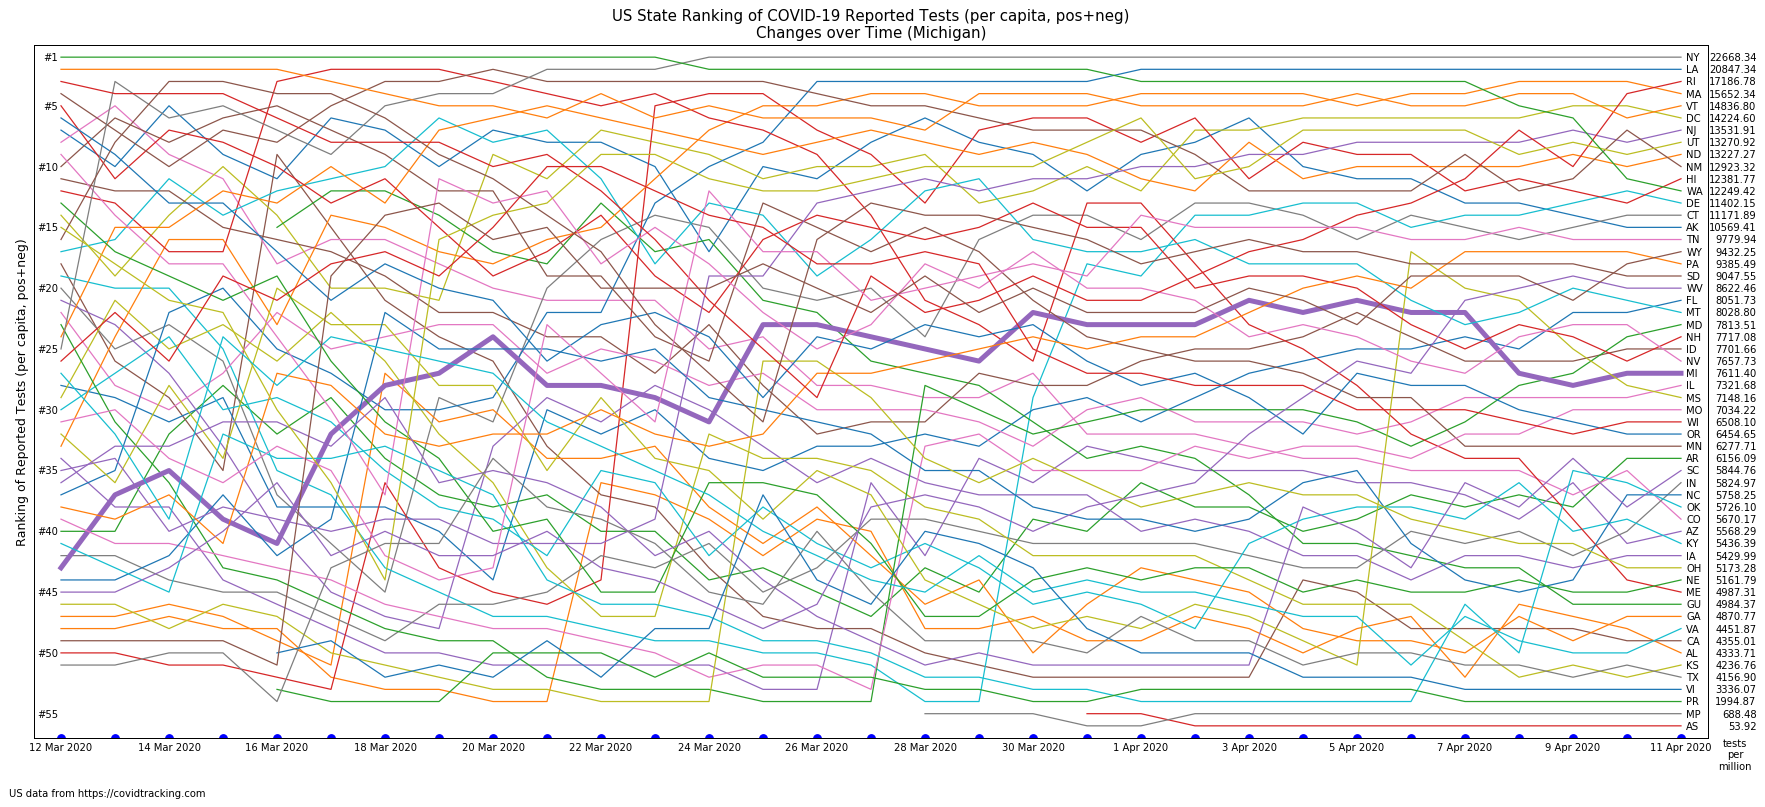 US State Ranking of COVID-19 Reported Tests (per capita, pos+neg)
Changes over Time (Michigan)
Ranking of Reported Tests (per capita, pos+neg)
#1
#5
#10
#15
#20
#25
#30
#35
#40
#45
#50
#55
NY 22668.34
LA 20847.34
RI 17186.78
MA 15652.34
VT 14836.80
DC 14224.60
NJ 13531.91
UT 13270.92
ND 13227.27
NM 12923.32
HI 12381.77
WA 12249.42
DE 11402.15
CT 11171.89
AK 10569.41
TN 9779.94
WY 9432.25
PA 9385.49
SD 9047.55
WV 8622.46
FL 8051.73
MT 8028.80
MD 7813.51
NH 7717.08
ID 7701.66
NV 7657.73
MI 7611.40
IL 7321.68
MS 7148.16
MO 7034.22
WI 6508.10
OR 6454.65
MN 6277.71
AR 6156.09
SC 5844.76
IN 5824.97
NC 5758.25
OK 5726.10
CO 5670.17
AZ 5568.29
KY 5436.39
IA 5429.99
OH 5173.28
NE 5161.79
ME 4987.31
GU 4984.37
GA 4870.77
VA 4451.87
CA 4355.01
AL 4333.71
KS 4236.76
TX 4156.90
VI 3336.07
PR 1994.87
MP 688.48
AS 53.92
12 Mar 2020 14 Mar 2020 16 Mar 2020 18 Mar 2020 20 Mar 2020 22 Mar 2020 24 Mar 2020 26 Mar 2020 28 Mar 2020 30 Mar 2020 1 Apr 2020 3 Apr 2020 5 Apr 2020 7 Apr 2020 9 Apr 2020 11 Apr 2020
tests
per
million
US data from https://covidtracking.com